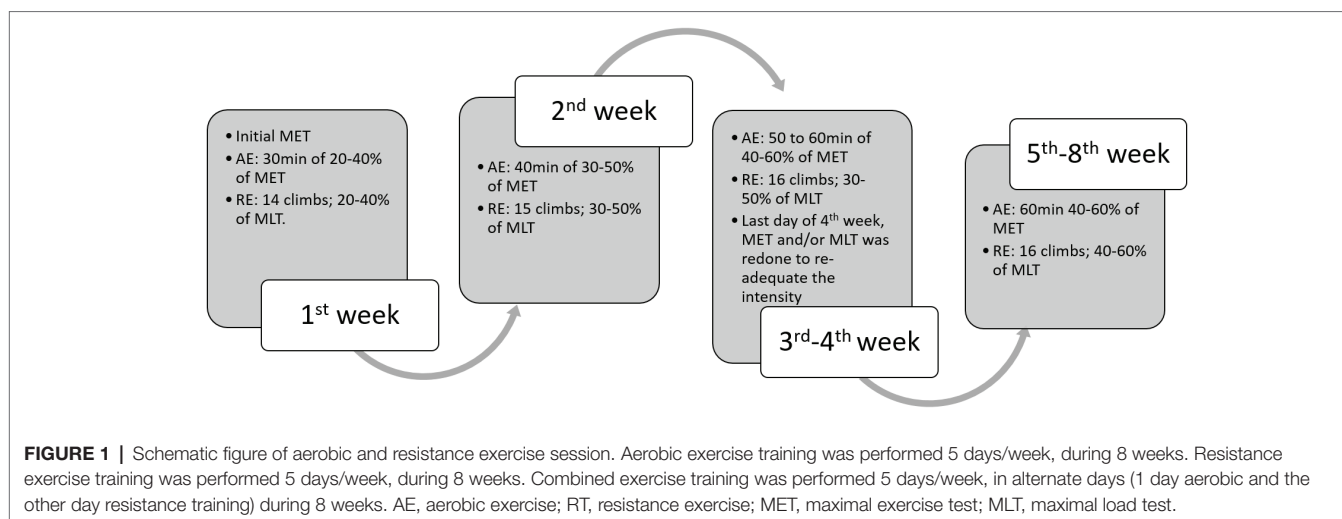 • Initial MET
• AE: 30min of 20-40%
of MET
• RE: 14 climbs; 20-40%
of MLT.
1st week
2nd week
• AE: 40min of 30-50%
of MET
• RE: 15 climbs; 30-50%
of MLT
• AE: 50 to 60min of
40-60% of MET
• RE: 16 climbs; 30-
50% of MLT
• Last day of 4th week,
MET and/or MLT was
redone to re-
adequate the
intensity
3rd-4th week
5th-8th week
• AE: 60min 40-60% of
MET
• RE: 16 climbs; 40-60%
of MLT
FIGURE 1 | Schematic figure of aerobic and resistance exercise session. Aerobic exercise training was performed 5 days/week, during 8 weeks. Resistance
exercise training was performed 5 days/week, during 8 weeks. Combined exercise training was performed 5 days/week, in alternate days (1 day aerobic and the
other day resistance training) during 8 weeks. AE, aerobic exercise; RT, resistance exercise; MET, maximal exercise test; MLT, maximal load test.